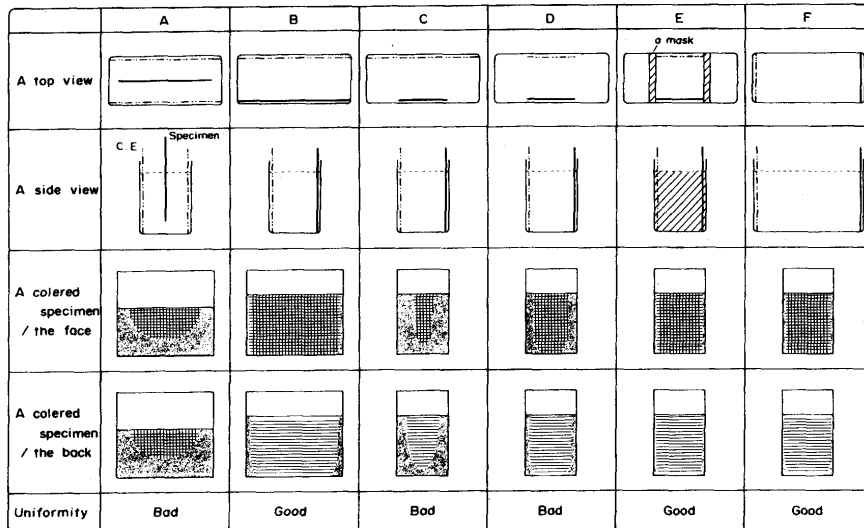 A B C D E F
A top view
a mask
A side view
C. E
Specimen
A colered
specimen
/ the face
A colored
specimen
/ the back
Uniformity Bad Good Bad Bad Good Good